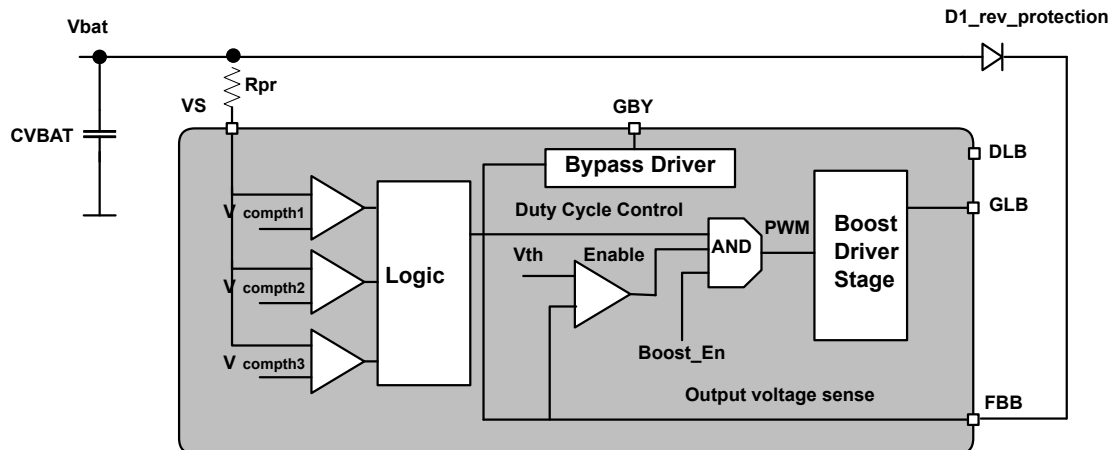 D1_rev_protection
Vbat
Rpr
VS
GBY
CVBAT
Bypass Driver
DLB
V compth1
Duty Cycle Control
GLB
PWM
Boost
Driver
Stage
AND
Vth
Enable
Logic
V compth2
Boost_En
V compth3
Output voltage sense
FBB